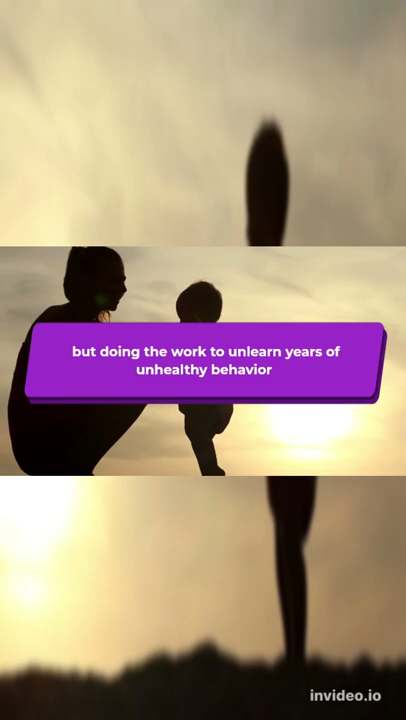 but doing the work to unlearn years of
unhealthy behavior
invideo.io